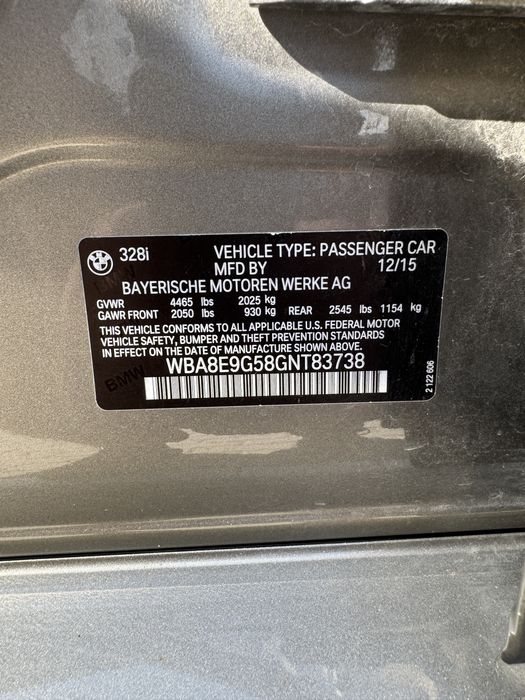 328i VEHICLE TYPE: PASSENGER CAR
MFD BY 12/15
BAYERISCHE MOTOREN WERKE AG
GVWR 4465 lbs 2025 kg
GAWR FRONT 2050 lbs 930 kg REAR 2545 lbs 1154 kg
THIS VEHICLE CONFORMS TO ALL APPLICABLE U.S. FEDERAL MOTOR
VEHICLE SAFETY, BUMPER AND THEFT PREVENTION STANDARDS
IN EFFECT ON THE DATE OF MANUFACTURE SHOWN ABOVE.
WBA8E9G58GNT83738
BMW
2 122 606